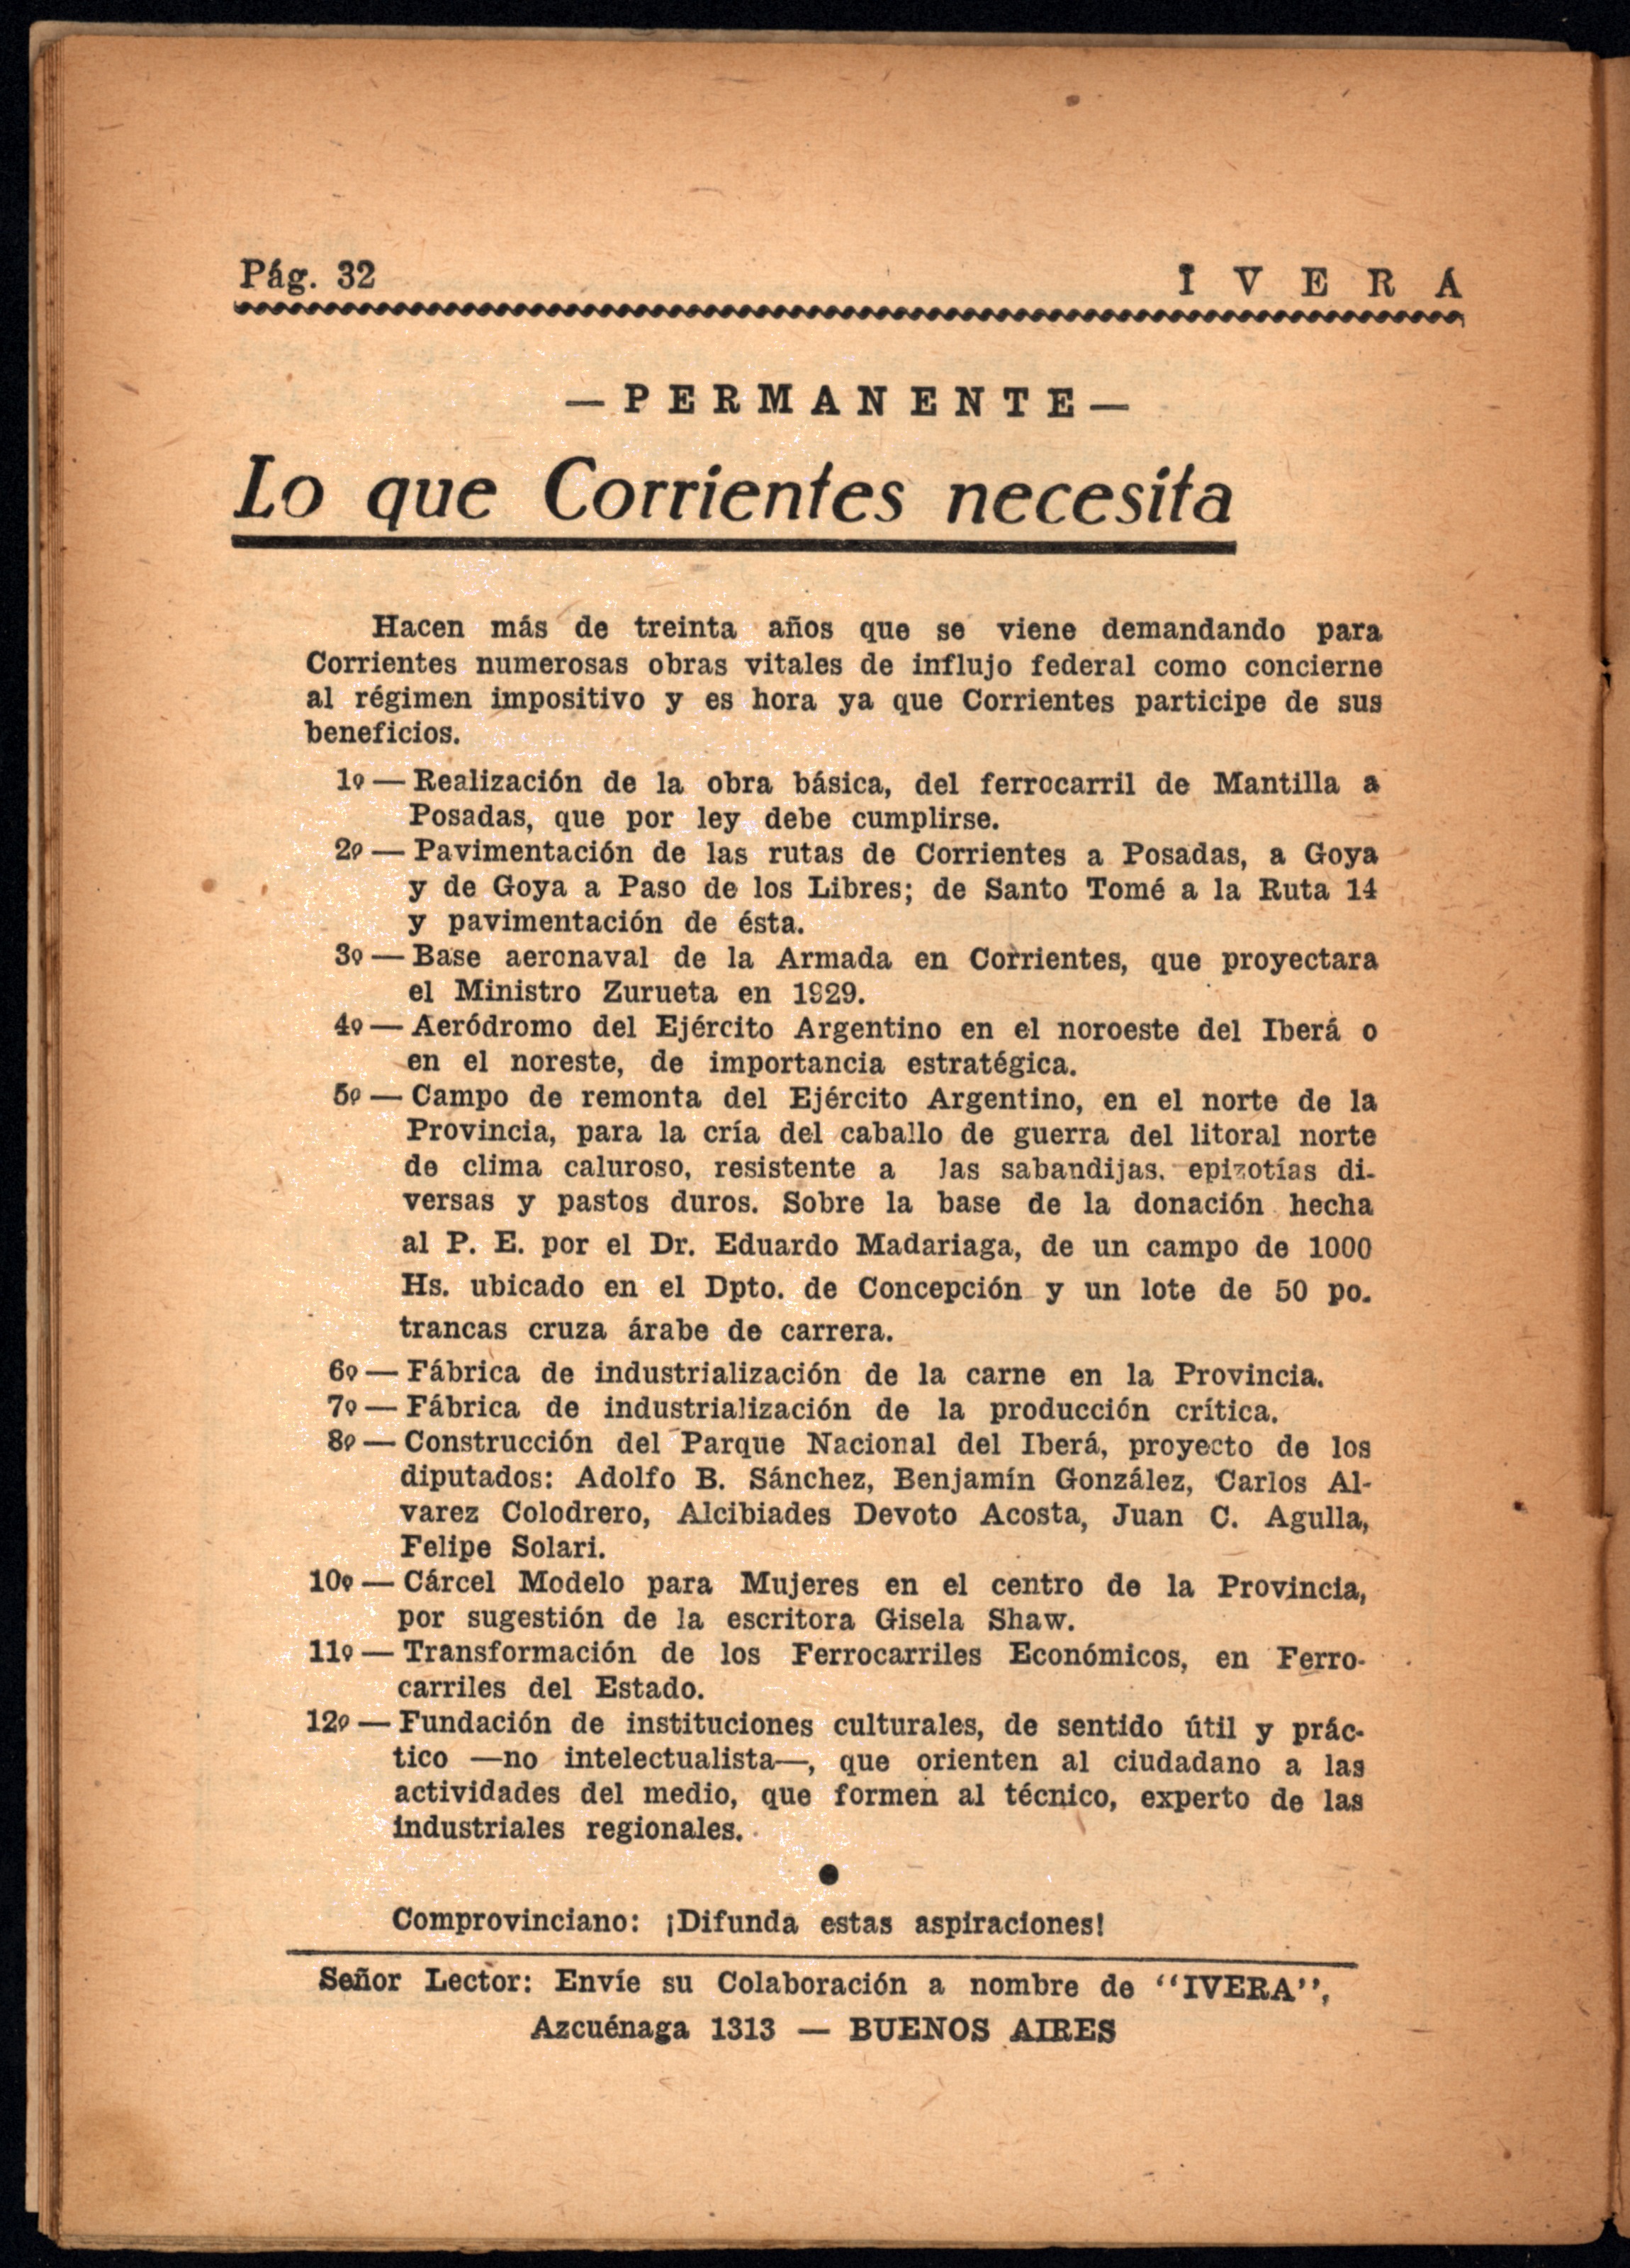 Pág. 32
I V E R Á
— P E R M A N E N T E —
Lo que Corrientes necesita
Hacen más de treinta años que se viene demandando para
Corrientes numerosas obras vitales de influjo federal como concierne
al régimen impositivo y es hora ya que Corrientes participe de sus
beneficios.
1º — Realización de la obra básica, del ferrocarril de Mantilla a
Posadas, que por ley debe cumplirse.
2º — Pavimentación de las rutas de Corrientes a Posadas, a Goya
y de Goya a Paso de los Libres; de Santo Tomé a la Ruta 14
y pavimentación de ésta.
3º — Base aeronaval de la Armada en Corrientes, que proyectara
el Ministro Zurueta en 1929.
4º — Aeródromo del Ejército Argentino en el noroeste del Iberá o
en el noreste, de importancia estratégica.
5º — Campo de remonta del Ejército Argentino, en el norte de la
Provincia, para la cría del caballo de guerra del litoral norte
de clima caluroso, resistente a las sabandijas. epizotías di-
versas y pastos duros. Sobre la base de la donación hecha
al P. E. por el Dr. Eduardo Madariaga, de un campo de 1000
Hs. ubicado en el Dpto. de Concepción y un lote de 50 po-
trancas cruza árabe de carrera.
6º — Fábrica de industrialización de la carne en la Provincia.
7º — Fábrica de industrialización de la producción crítica.
8º — Construcción del Parque Nacional del Iberá, proyecto de los
diputados: Adolfo B. Sánchez, Benjamín González, Carlos Al-
varez Colodrero, Alcibiades Devoto Acosta, Juan C. Agulla,
Felipe Solari.
10º — Cárcel Modelo para Mujeres en el centro de la Provincia,
por sugestión de la escritora Gisela Shaw.
11º — Transformación de los Ferrocarriles Económicos, en Ferro-
carriles del Estado.
12º — Fundación de instituciones culturales, de sentido útil y prác-
tico —no intelectualista—, que orienten al ciudadano a las
actividades del medio, que formen al técnico, experto de las
industriales regionales.
●
Comprovinciano: ¡Difunda estas aspiraciones!
Señor Lector: Envíe su Colaboración a nombre de "IVERA",
Azcuénaga 1313 — BUENOS AIRES